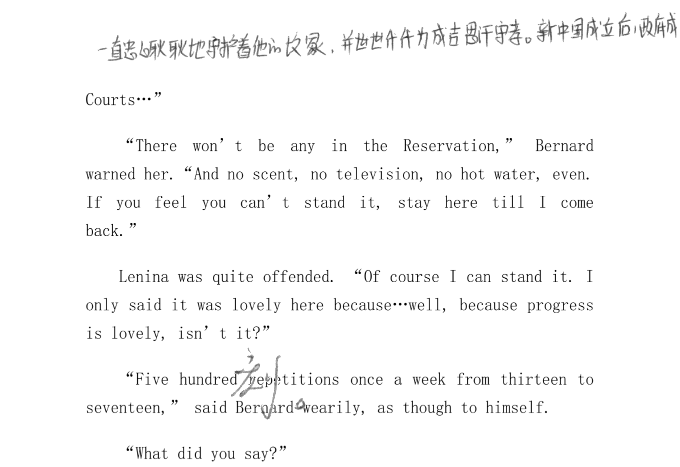 一直忠心耿耿地守护着他的文冢，并世世代代为成吉思汗守孝。新中国成立后，政府成
Courts…”
“There won’t be any in the Reservation,” Bernard
warned her. “And no scent, no television, no hot water, even.
If you feel you can’t stand it, stay here till I come
back.”
Lenina was quite offended. “Of course I can stand it. I
only said it was lovely here because…well, because progress
is lovely, isn’t it?”
“Five hundred repetitions once a week from thirteen to
seventeen,” said Bernard wearily, as though to himself.
“What did you say?”